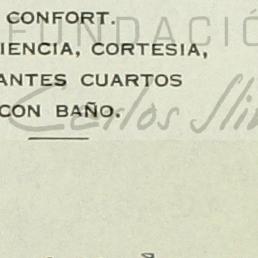 CONFORT.
FUNDACIÓ
IENCIA, CORTESIA,
ANTES CUARTOS
CON BAÑO.
Carlos Sli